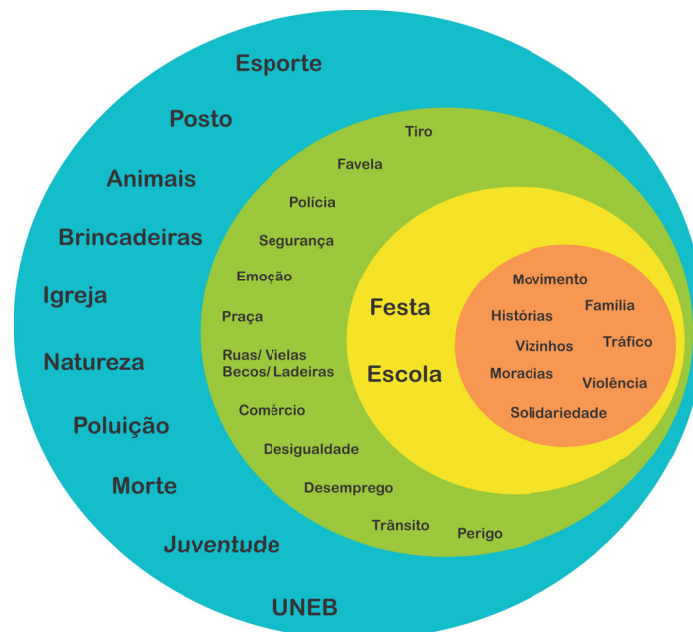 Esporte
Posto
Animais
Brincadeiras
Igreja
Natureza
Poluição
Morte
Juventude
UNEB
Tiro
Favela
Polícia
Segurança
Emoção
Praça
Ruas/ Vielas
Becos/ Ladeiras
Comércio
Desigualdade
Desemprego
Trânsito
Perigo
Festa
Escola
Movimento
Histórias
Família
Vizinhos
Tráfico
Moradias
Violência
Solidariedade